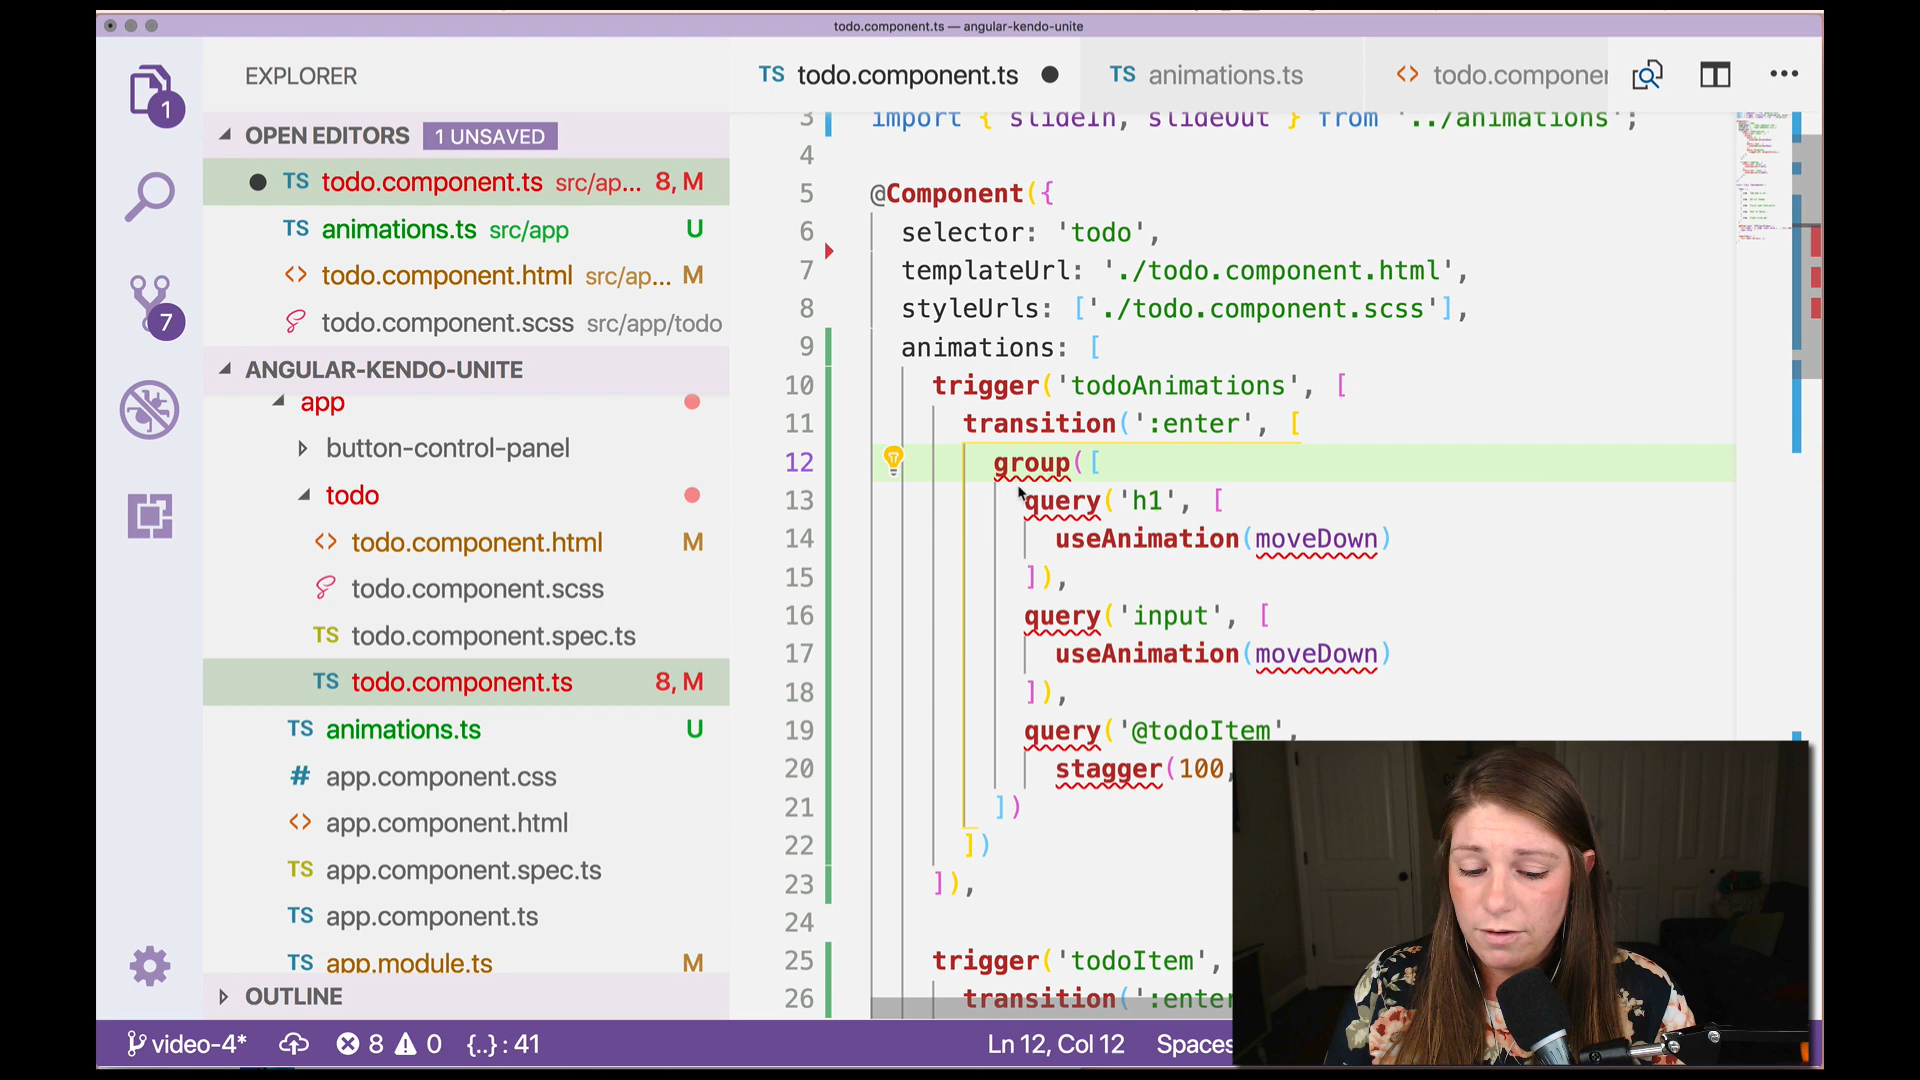 todo.component.ts — angular-kendo-unite
EXPLORER
OPEN EDITORS 1 UNSAVED
TS todo.component.ts src/ap... 8, M
TS animations.ts src/app U
<> todo.component.html src/ap... M
todo.component.scss src/app/todo
ANGULAR-KENDO-UNITE
app
button-control-panel
todo
<> todo.component.html M
todo.component.scss
TS todo.component.spec.ts
TS todo.component.ts 8, M
TS animations.ts U
# app.component.css
<> app.component.html
TS app.component.spec.ts
TS app.component.ts
TS app.module.ts M
OUTLINE
1
7
TS todo.component.ts
TS animations.ts
<> todo.componen
3 import { slideIn, slideOut } from '../animations';
4
5 @Component({
6 selector: 'todo',
7 templateUrl: './todo.component.html',
8 styleUrls: ['./todo.component.scss'],
9 animations: [
10 trigger('todoAnimations', [
11 transition(':enter', [
12 group([
13 query('h1', [
14 useAnimation(moveDown)
15 ]),
16 query('input', [
17 useAnimation(moveDown)
18 ]),
19 query('@todoItem',
20 stagger(100,
21 ])
22 ])
23 ]),
24
25 trigger('todoItem',
26 transition(':enter
video-4* 8 0 {..} : 41
Ln 12, Col 12 Spaces